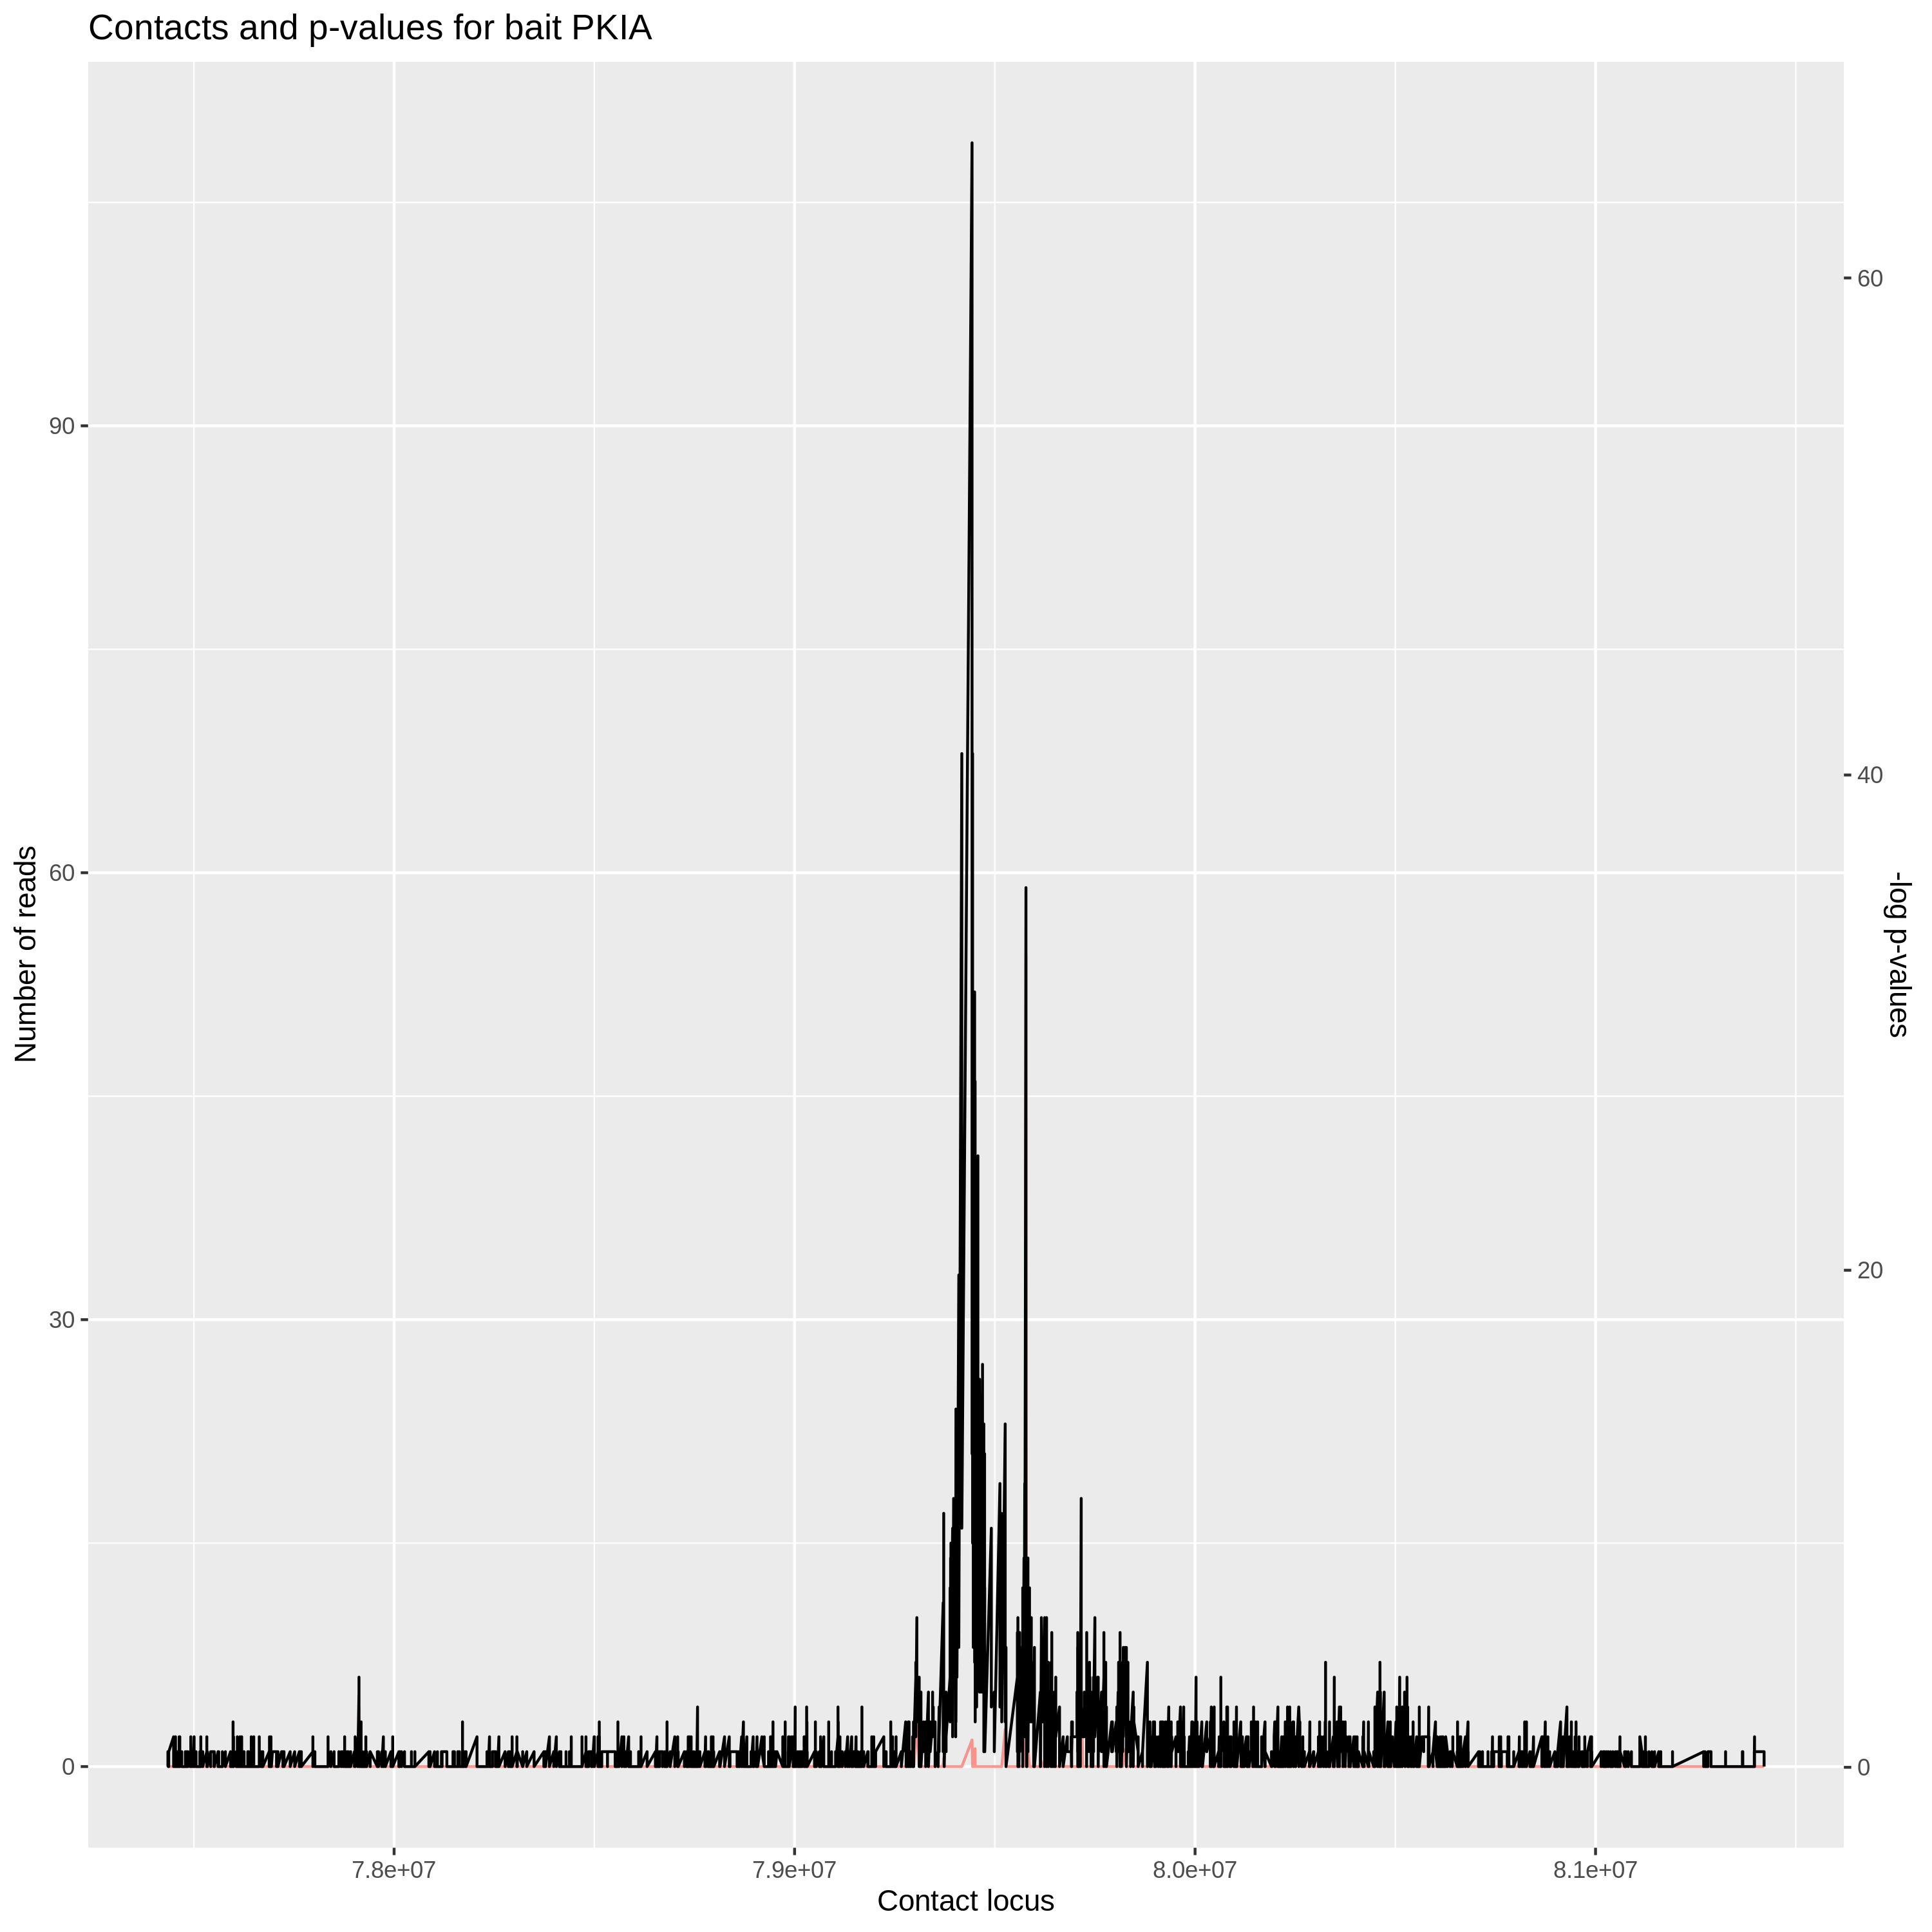 Contacts and p-values for bait PKIA
Number of reads
90
60
30
0
60
40
20
0
-log p-values
7.8e+07
7.9e+07
8.0e+07
8.1e+07
Contact locus